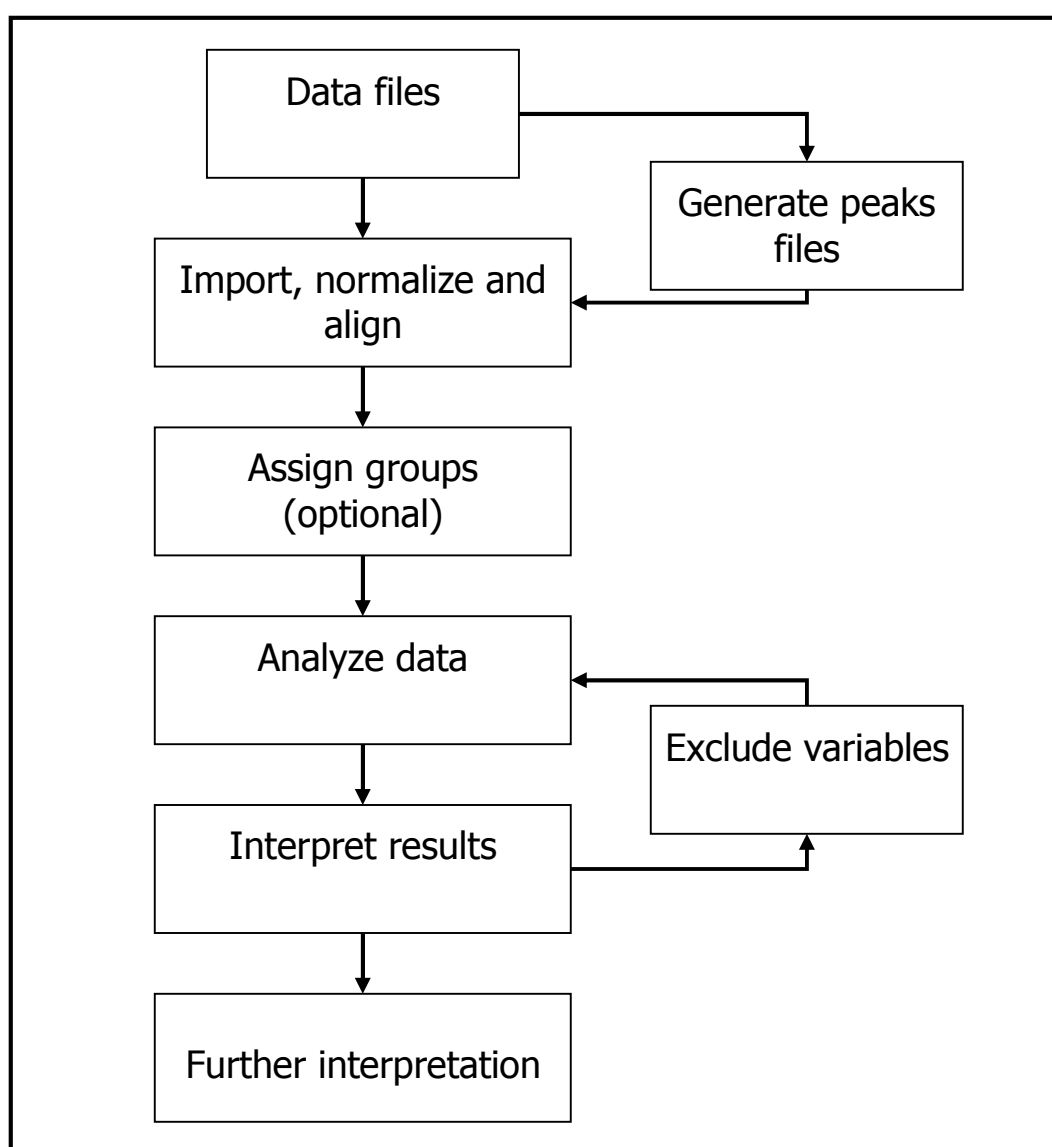 Data files
Generate peaks
files
Import, normalize and
align
Assign groups
(optional)
Analyze data
Exclude variables
Interpret results
Further interpretation